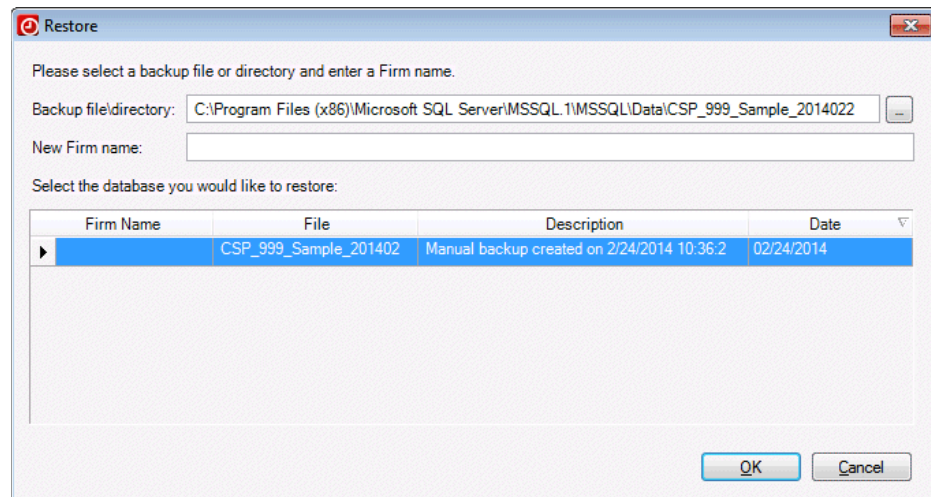 Restore
Please select a backup file or directory and enter a Firm name.
Backup file\directory: C:\Program Files (x86)\Microsoft SQL Server\MSSQL.1\MSSQL\Data\CSP_999_Sample_2014022 ...
New Firm name:
Select the database you would like to restore:
Firm Name File Description Date
CSP_999_Sample_201402 Manual backup created on 2/24/2014 10:36:2 02/24/2014
OK Cancel